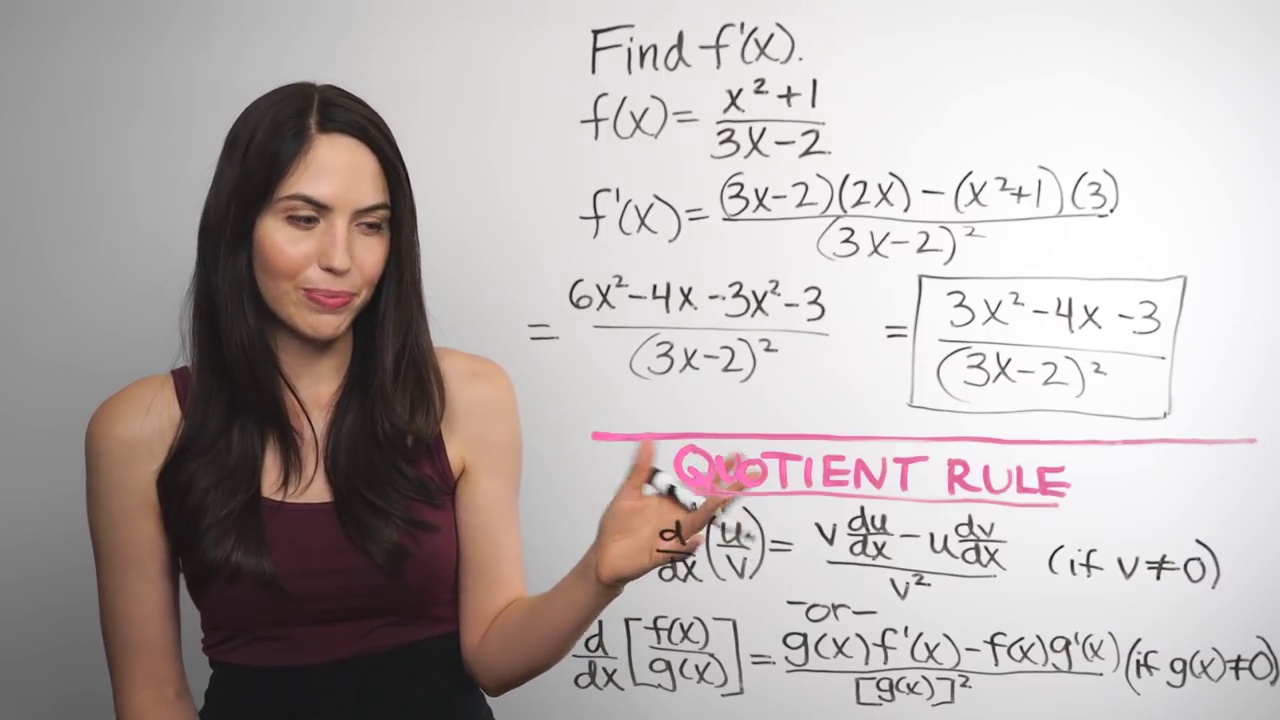 Find f'(x).
f(x) = \frac{x^2+1}{3x-2}
f'(x) = \frac{(3x-2)(2x) - (x^2+1)(3)}{(3x-2)^2}
= \frac{6x^2-4x-3x^2-3}{(3x-2)^2} = \frac{3x^2-4x-3}{(3x-2)^2}
QUOTIENT RULE
\frac{d}{dx}\left(\frac{u}{v}\right) = \frac{v\frac{du}{dx} - u\frac{dv}{dx}}{v^2} (if v≠0)
-or-
\frac{d}{dx}\left[\frac{f(x)}{g(x)}\right] = \frac{g(x)f'(x) - f(x)g'(x)}{[g(x)]^2} (if g(x)≠0)